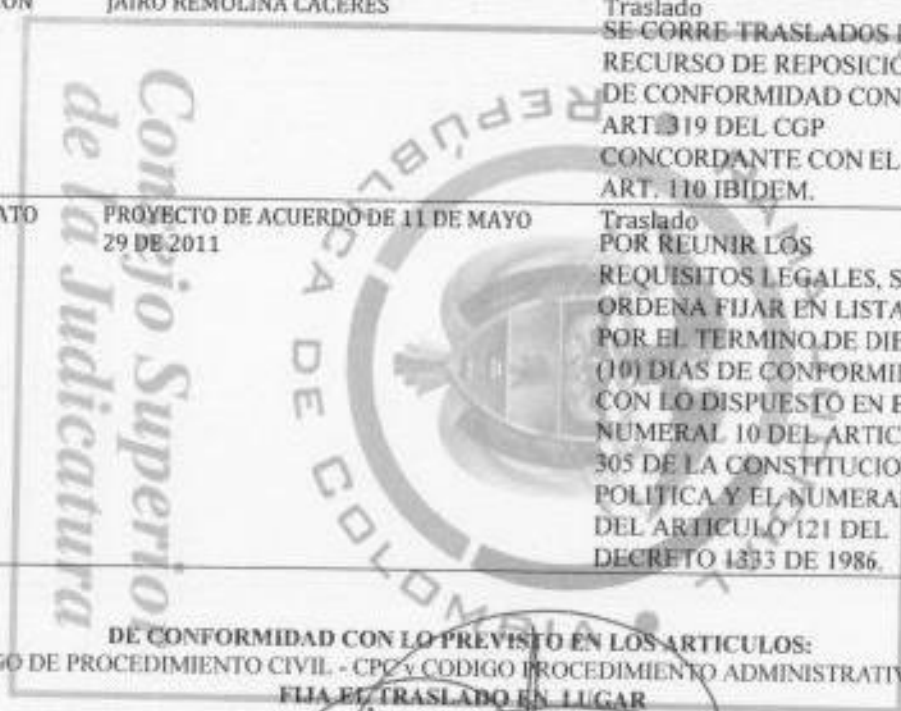 JAIRO REMOLINA CACERES
Traslado
SE CORRE TRASLADOS
RECURSO DE REPOSICIÓ
DE CONFORMIDAD CON
ART. 319 DEL CGP
CONCORDANTE CON EL
ART. 110 IBIDEM.
ATO
PROYECTO DE ACUERDO DE 11 DE MAYO
29 DE 2011
Traslado
POR REUNIR LOS
REQUISITOS LEGALES, S
ORDENA FIJAR EN LISTA
POR EL TERMINO DE DIE
(10) DIAS DE CONFORMI
CON LO DISPUESTO EN E
NUMERAL 10 DEL ARTIC
305 DE LA CONSTITUCIO
POLITICA Y EL NUMERA
DEL ARTICULO 121 DEL
DECRETO 1333 DE 1986.
DE CONFORMIDAD CON LO PREVISTO EN LOS ARTICULOS:
GO DE PROCEDIMIENTO CIVIL - CPC y CODIGO PROCEDIMIENTO ADMINISTRATIV
FIJA EL TRASLADO EN LUGAR
Consejo Superior
de la Judicatura
REPÚBLICA DE COLOMBIA